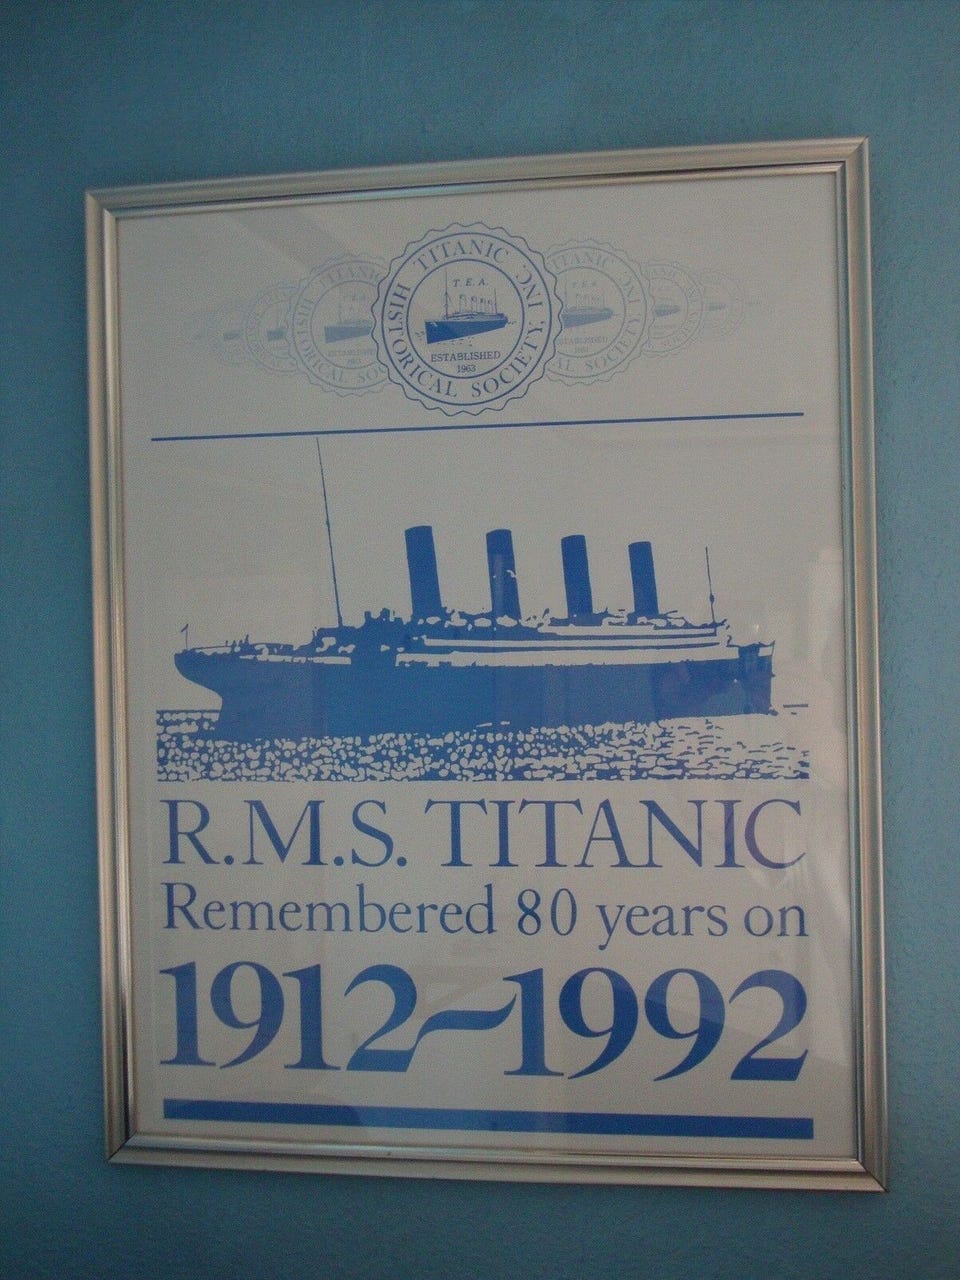 TITANIC HISTORICAL SOCIETY, INC.
T.E.A.
ESTABLISHED
1963
R.M.S. TITANIC
Remembered 80 years on
1912~1992